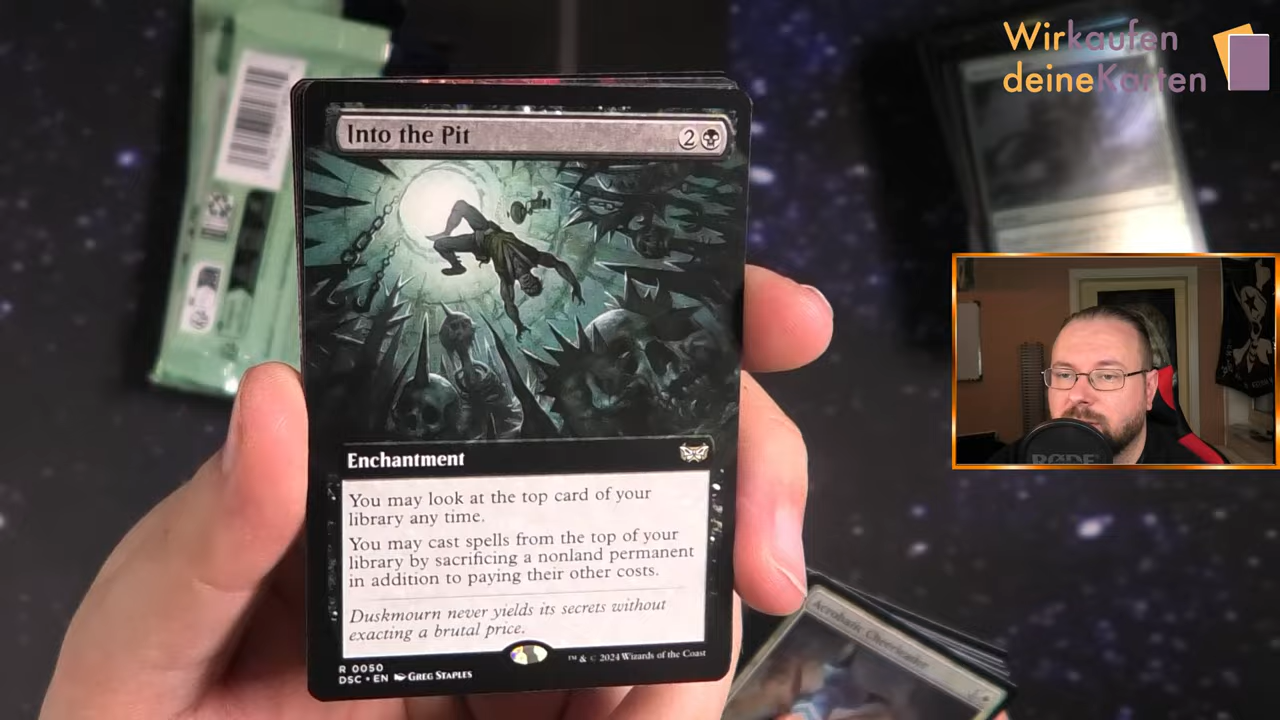 Wirkaufen
deineKarten
Into the Pit
2
Enchantment
You may look at the top card of your
library any time.
You may cast spells from the top of your
library by sacrificing a nonland permanent
in addition to paying their other costs.
Duskmourn never yields its secrets without
exacting a brutal price.
R 0050
DSC • EN Greg Staples
™ & © 2024 Wizards of the Coast
Acrobatic Cheerleader
RØDE